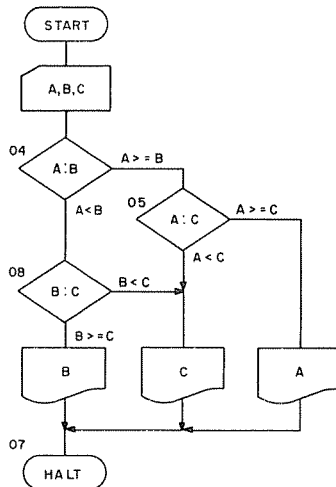 START
A,B,C
04
A:B
A>=B
A<B
05
A:C
A>=C
A<C
08
B:C
B<C
B>=C
B
C
A
07
HALT